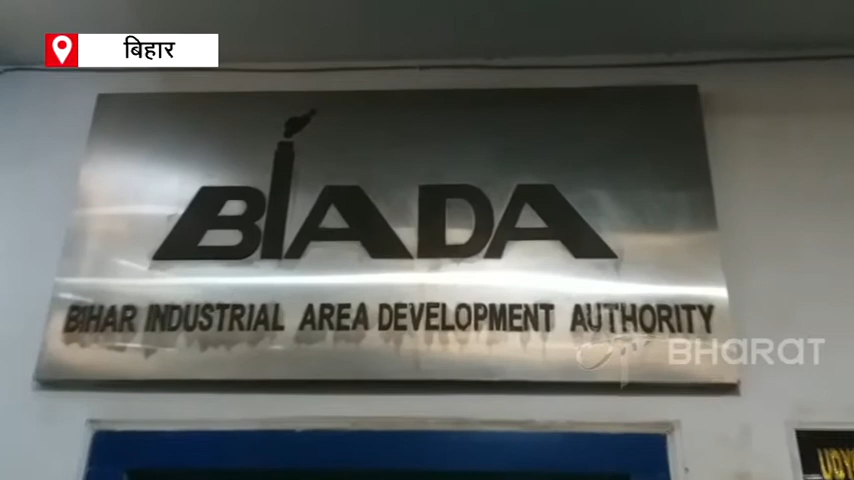 बिहार
BIADA
BIHAR INDUSTRIAL AREA DEVELOPMENT AUTHORITY
BHARAT